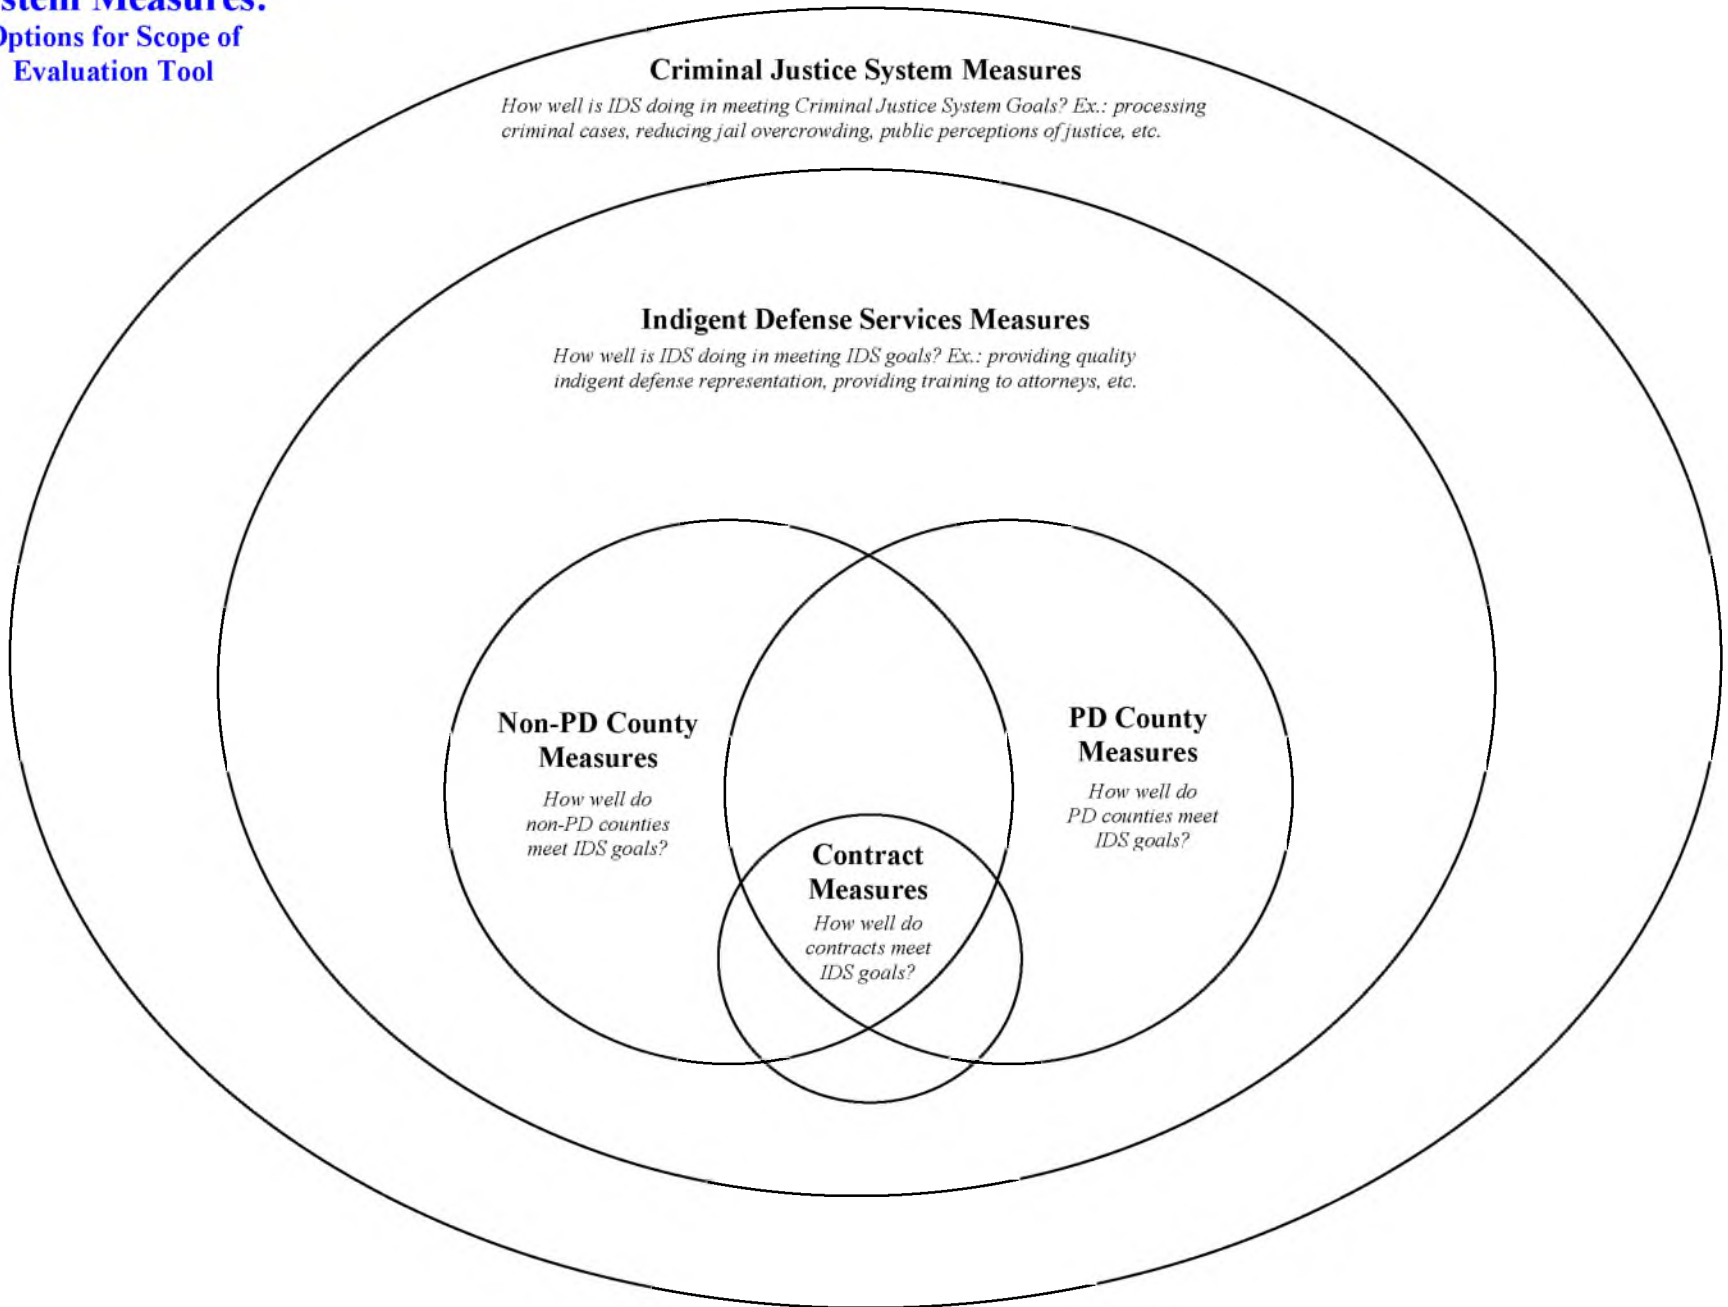 Measures:
Options for Scope of
Evaluation Tool
Criminal Justice System Measures
How well is IDS doing in meeting Criminal Justice System Goals? Ex.: processing
criminal cases, reducing jail overcrowding, public perceptions of justice, etc.
Indigent Defense Services Measures
How well is IDS doing in meeting IDS goals? Ex.: providing quality
indigent defense representation, providing training to attorneys, etc.
Non-PD County
Measures
How well do
non-PD counties
meet IDS goals?
PD County
Measures
How well do
PD counties meet
IDS goals?
Contract
Measures
How well do
contracts meet
IDS goals?